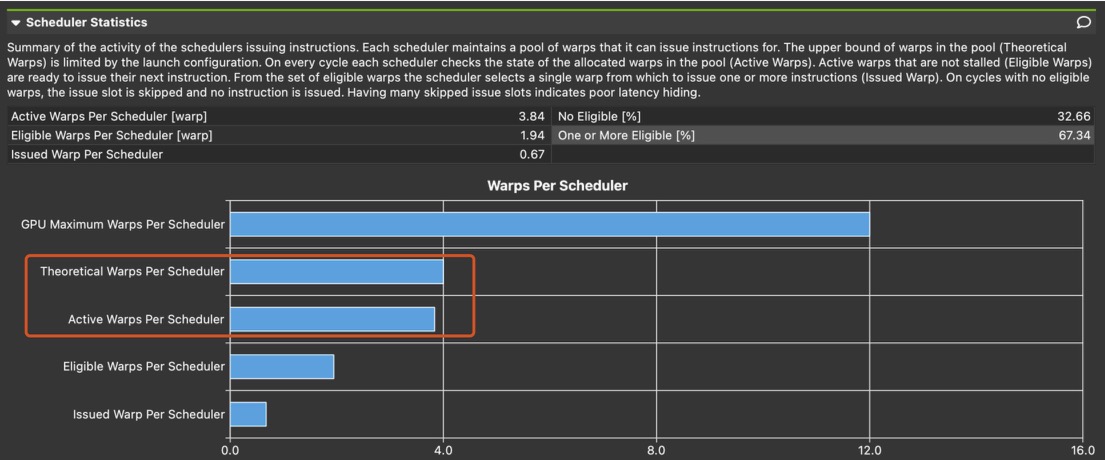 Scheduler Statistics
Summary of the activity of the schedulers issuing instructions. Each scheduler maintains a pool of warps that it can issue instructions for. The upper bound of warps in the pool (Theoretical
Warps) is limited by the launch configuration. On every cycle each scheduler checks the state of the allocated warps in the pool (Active Warps). Active warps that are not stalled (Eligible Warps)
are ready to issue their next instruction. From the set of eligible warps the scheduler selects a single warp from which to issue one or more instructions (Issued Warp). On cycles with no eligible
warps, the issue slot is skipped and no instruction is issued. Having many skipped issue slots indicates poor latency hiding.
Active Warps Per Scheduler [warp] 3.84 No Eligible [%] 32.66
Eligible Warps Per Scheduler [warp] 1.94 One or More Eligible [%] 67.34
Issued Warp Per Scheduler 0.67
Warps Per Scheduler
GPU Maximum Warps Per Scheduler
Theoretical Warps Per Scheduler
Active Warps Per Scheduler
Eligible Warps Per Scheduler
Issued Warp Per Scheduler
0.0 4.0 8.0 12.0 16.0